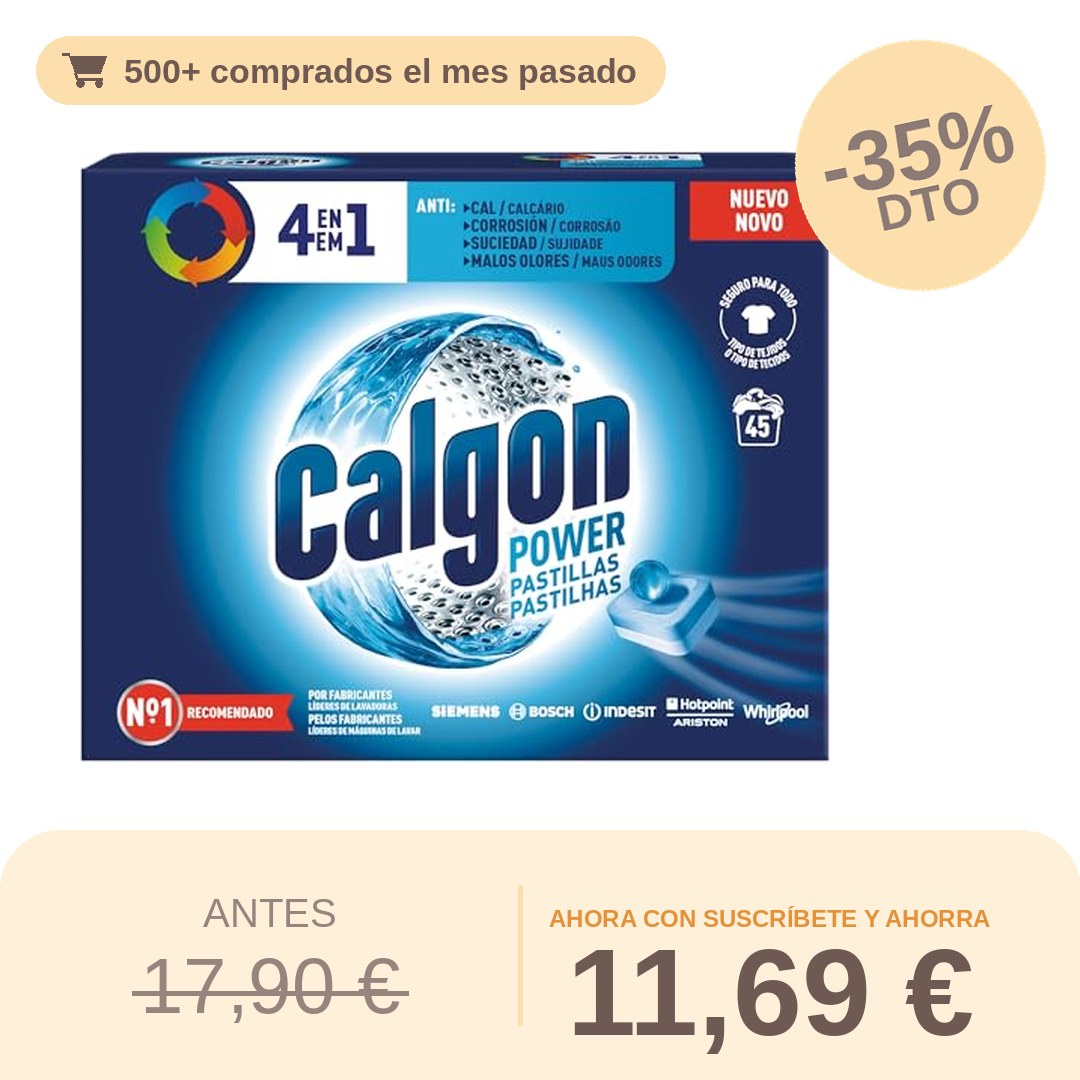 500+ comprados el mes pasado
-35%
DTO
Calgon
4 EN EM 1
ANTI:
▸CAL / CALCÁRIO
▸CORROSIÓN / CORROSÃO
▸SUCIEDAD / SUJIDADE
▸MALOS OLORES / MAUS ODORES
NUEVO
NOVO
SEGURO PARA TODO
TIPO DE TEJIDOS
O TIPO DE TECIDOS
45
Calgon
POWER
PASTILLAS
PASTILHAS
Nº1 RECOMENDADO
POR FABRICANTES
LÍDERES DE LAVADORAS
PELOS FABRICANTES
LÍDERES DE MÁQUINAS DE LAVAR
SIEMENS BOSCH INDESIT Hotpoint ARISTON Whirlpool
ANTES
17,90 €
AHORA CON SUSCRÍBETE Y AHORRA
11,69 €